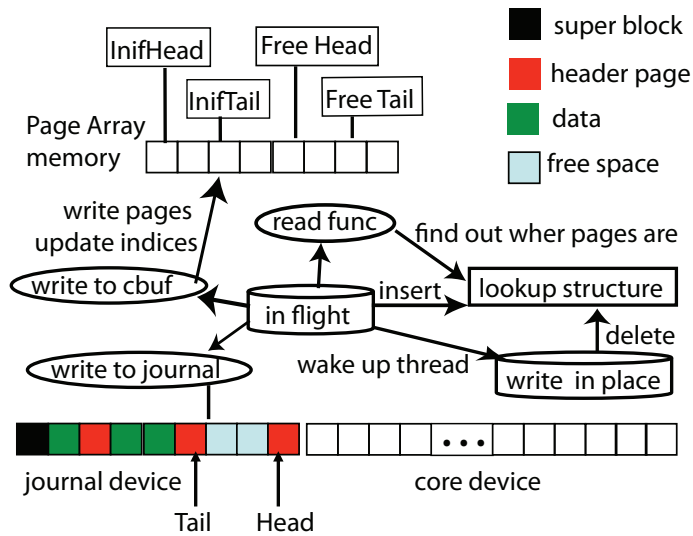 super block
header page
data
free space
InifHead
Free Head
InifTail
Free Tail
Page Array
memory
write pages
update indices
read func
find out wher pages are
write to cbuf
in flight
insert
lookup structure
wake up thread
delete
write to journal
write in place
journal device
core device
Tail
Head